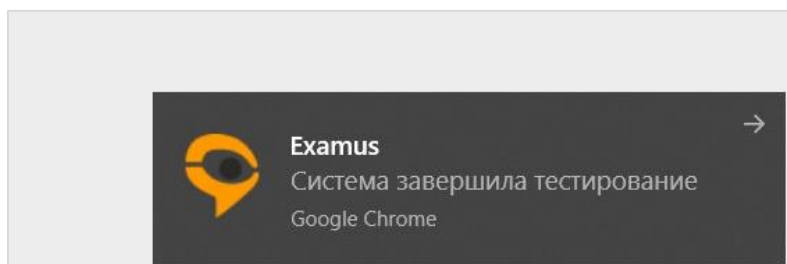 Examus
Система завершила тестирование
Google Chrome